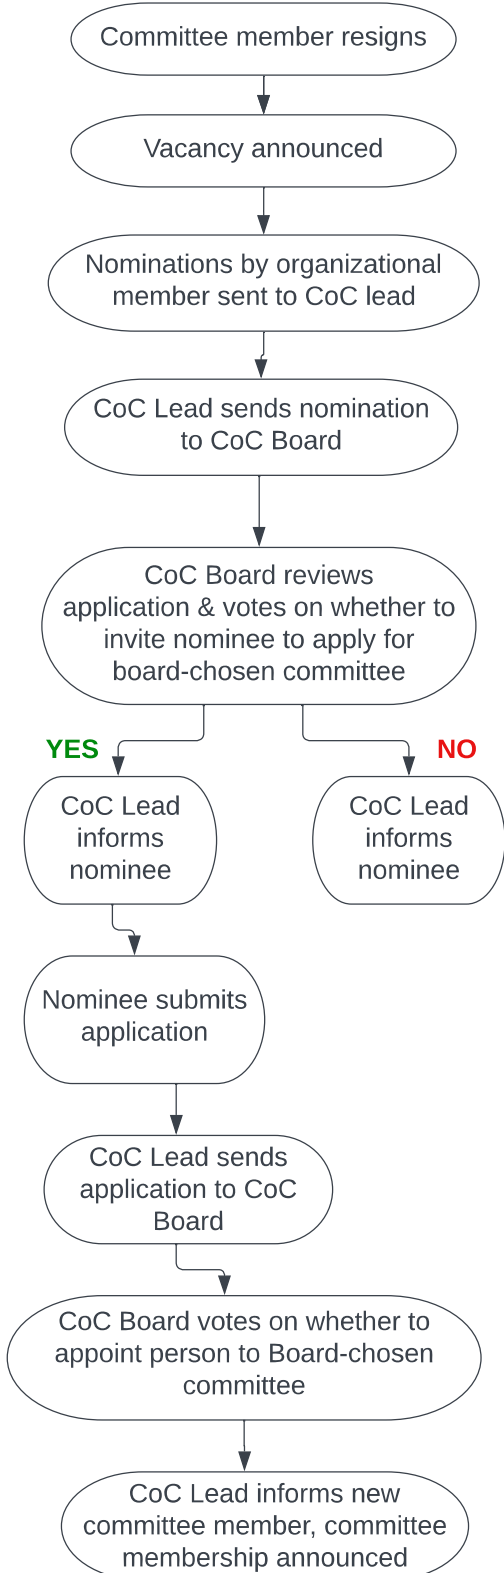 Committee member resigns
Vacancy announced
Nominations by organizational
member sent to CoC lead
CoC Lead sends nomination
to CoC Board
CoC Board reviews
application & votes on whether to
invite nominee to apply for
board-chosen committee
YES
NO
CoC Lead
informs
nominee
CoC Lead
informs
nominee
Nominee submits
application
CoC Lead sends
application to CoC
Board
CoC Board votes on whether to
appoint person to Board-chosen
committee
CoC Lead informs new
committee member, committee
membership announced